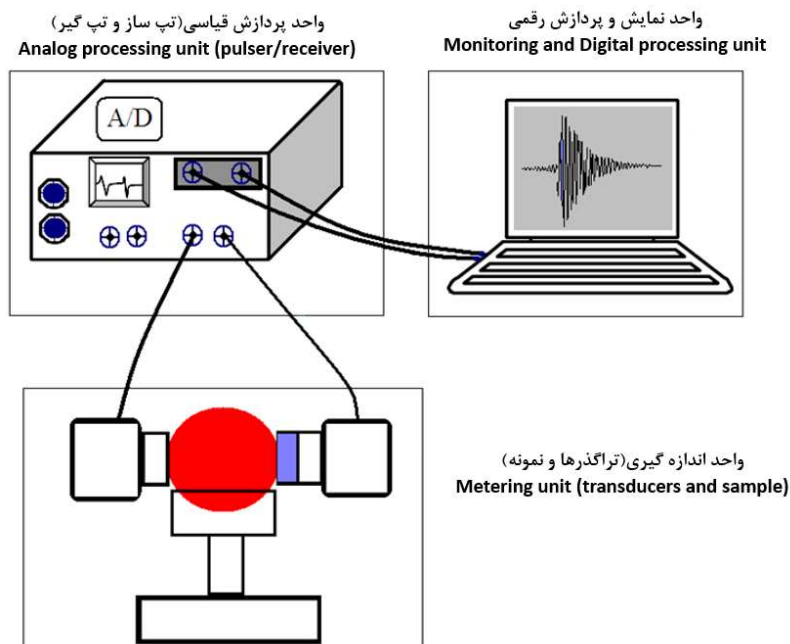 واحد پردازش قیاسی(تپ ساز و تپ گیر)
Analog processing unit (pulser/receiver)
واحد نمایش و پردازش رقمی
Monitoring and Digital processing unit
A/D
واحد اندازه گیری(تراگذرها و نمونه)
Metering unit (transducers and sample)